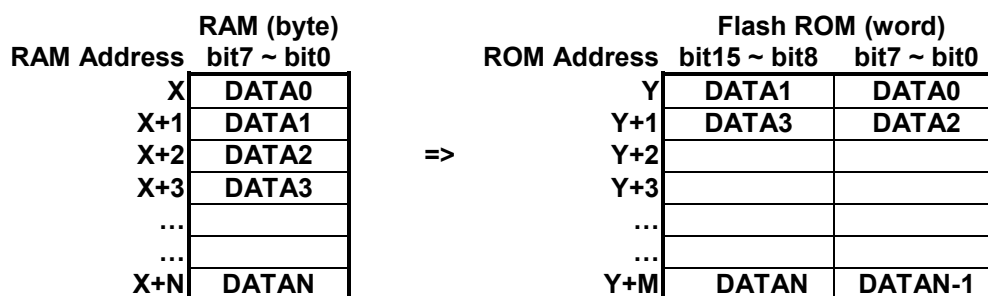 RAM (byte) Flash ROM (word)
RAM Address bit7 ~ bit0 ROM Address bit15 ~ bit8 bit7 ~ bit0
X DATA0 Y DATA1 DATA0
X+1 DATA1 Y+1 DATA3 DATA2
X+2 DATA2 => Y+2
X+3 DATA3 Y+3
… …
… …
X+N DATAN Y+M DATAN DATAN-1